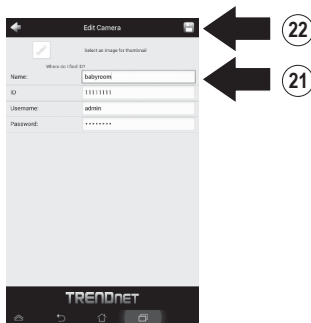 Edit Camera
22
Select an image for thumbnail
Where do I find ID?
Name: babyroom
21
ID 11111111
Username: admin
Password: ••••••••
TRENDNET